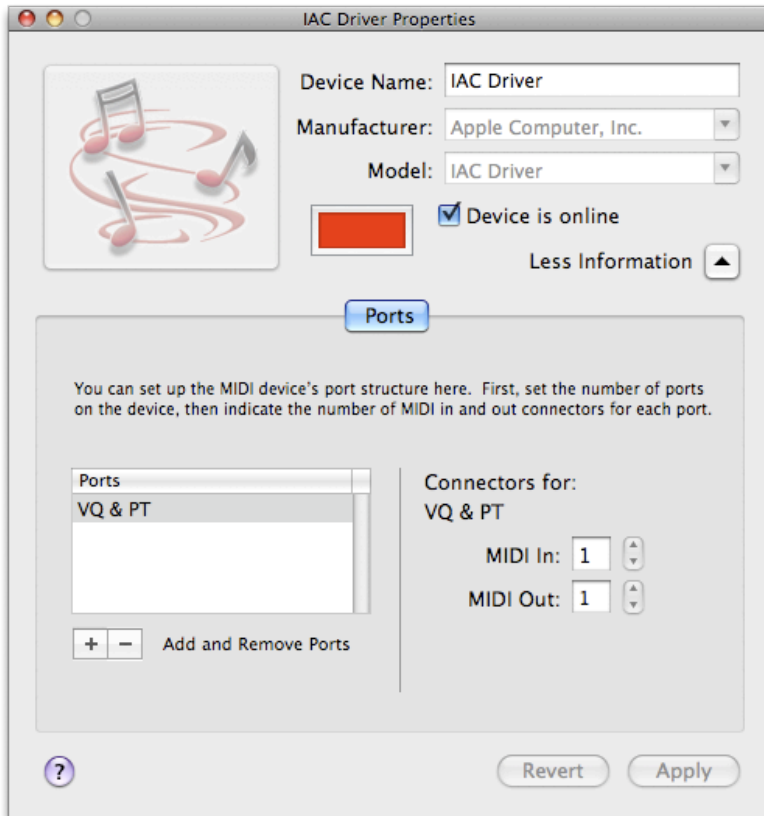 IAC Driver Properties
Device Name: IAC Driver
Manufacturer: Apple Computer, Inc.
Model: IAC Driver
Device is online
Less Information
Ports
You can set up the MIDI device's port structure here. First, set the number of ports
on the device, then indicate the number of MIDI in and out connectors for each port.
Ports
VQ & PT
+ − Add and Remove Ports
Connectors for:
VQ & PT
MIDI In: 1
MIDI Out: 1
?
Revert Apply